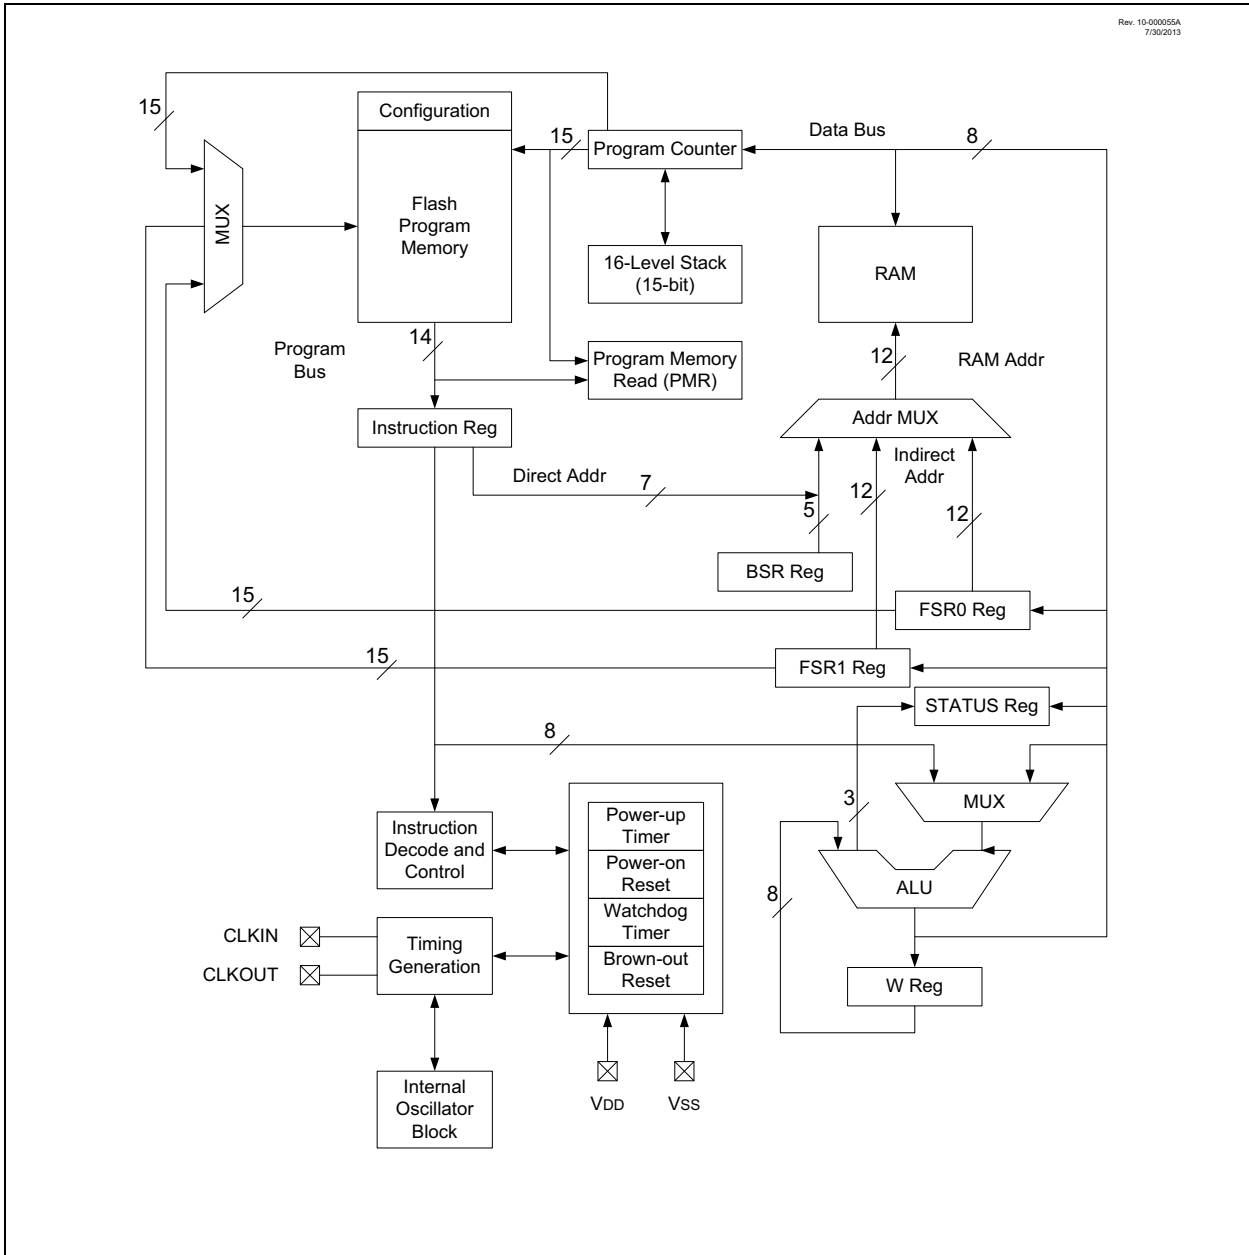 Rev. 10-000055A
7/30/2013
15
Configuration
15
Program Counter
Data Bus
8
MUX
Flash
Program
Memory
16-Level Stack
(15-bit)
RAM
Program
Bus
14
Program Memory
Read (PMR)
12
RAM Addr
Instruction Reg
Addr MUX
Direct Addr
7
Indirect
Addr
12
5
12
BSR Reg
15
FSR0 Reg
15
FSR1 Reg
STATUS Reg
8
3
MUX
Instruction
Decode and
Control
Power-up
Timer
Power-on
Reset
Watchdog
Timer
Brown-out
Reset
ALU
8
CLKIN
CLKOUT
Timing
Generation
W Reg
Internal
Oscillator
Block
VDD
VSS